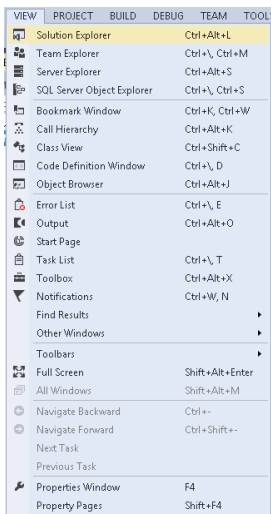 VIEW PROJECT BUILD DEBUG TEAM TOOL
Solution Explorer Ctrl+Alt+L
Team Explorer Ctrl+\, Ctrl+M
Server Explorer Ctrl+Alt+S
SQL Server Object Explorer Ctrl+\, Ctrl+S
Bookmark Window Ctrl+K, Ctrl+W
Call Hierarchy Ctrl+Alt+K
Class View Ctrl+Shift+C
Code Definition Window Ctrl+\, D
Object Browser Ctrl+Alt+J
Error List Ctrl+\, E
Output Ctrl+Alt+O
Start Page
Task List Ctrl+\, T
Toolbox Ctrl+Alt+X
Notifications Ctrl+W, N
Find Results
Other Windows
Toolbars
Full Screen Shift+Alt+Enter
All Windows Shift+Alt+M
Navigate Backward Ctrl+-
Navigate Forward Ctrl+Shift+-
Next Task
Previous Task
Properties Window F4
Property Pages Shift+F4